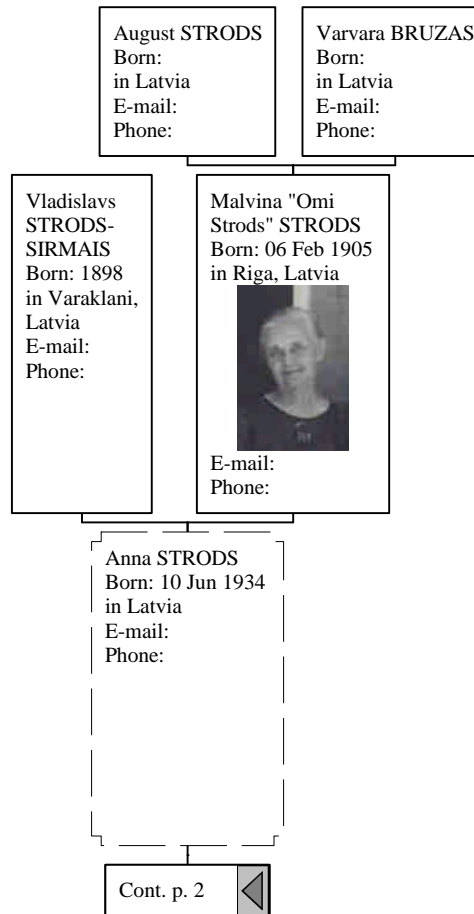 August STRODS
Born:
in Latvia
E-mail:
Phone:
Varvara BRUZAS
Born:
in Latvia
E-mail:
Phone:
Vladislavs
STRODS-
SIRMAIS
Born: 1898
in Varaklani,
Latvia
E-mail:
Phone:
Malvina "Omi
Strods" STRODS
Born: 06 Feb 1905
in Riga, Latvia
E-mail:
Phone:
Anna STRODS
Born: 10 Jun 1934
in Latvia
E-mail:
Phone:
Cont. p. 2